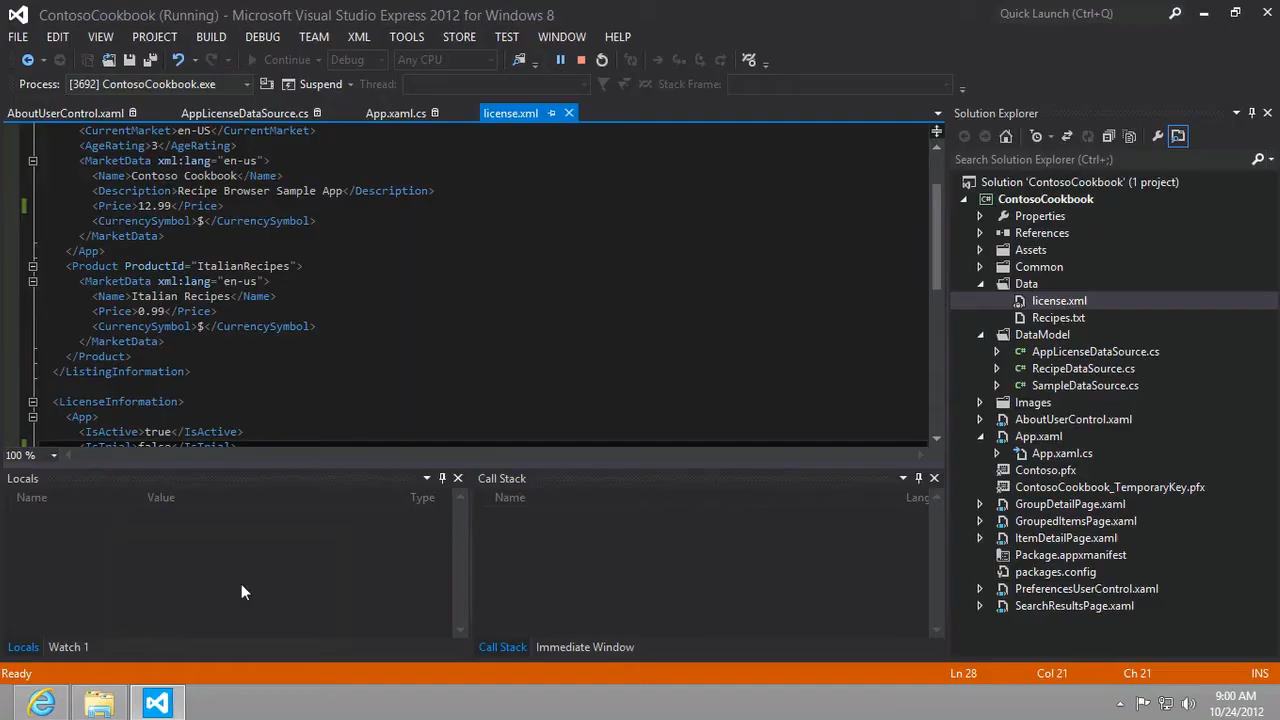 ContosoCookbook (Running) - Microsoft Visual Studio Express 2012 for Windows 8
Quick Launch (Ctrl+Q)
FILE EDIT VIEW PROJECT BUILD DEBUG TEAM XML TOOLS STORE TEST WINDOW HELP
Continue Debug Any CPU
Process: [3692] ContosoCookbook.exe Suspend Thread: Stack Frame:
AboutUserControl.xaml AppLicenseDataSource.cs App.xaml.cs license.xml
<CurrentMarket>en-US</CurrentMarket>
<AgeRating>3</AgeRating>
<MarketData xml:lang="en-us">
<Name>Contoso Cookbook</Name>
<Description>Recipe Browser Sample App</Description>
<Price>12.99</Price>
<CurrencySymbol>$</CurrencySymbol>
</MarketData>
</App>
<Product ProductId="ItalianRecipes">
<MarketData xml:lang="en-us">
<Name>Italian Recipes</Name>
<Price>0.99</Price>
<CurrencySymbol>$</CurrencySymbol>
</MarketData>
</Product>
</ListingInformation>
<LicenseInformation>
<App>
<IsActive>true</IsActive>
<IsTrial>false</IsTrial>
100 %
Locals
Name Value Type
Locals Watch 1
Call Stack
Name Lang
Call Stack Immediate Window
Solution Explorer
Search Solution Explorer (Ctrl+;)
Solution 'ContosoCookbook' (1 project)
ContosoCookbook
Properties
References
Assets
Common
Data
license.xml
Recipes.txt
DataModel
AppLicenseDataSource.cs
RecipeDataSource.cs
SampleDataSource.cs
Images
AboutUserControl.xaml
App.xaml
App.xaml.cs
Contoso.pfx
ContosoCookbook_TemporaryKey.pfx
GroupDetailPage.xaml
GroupedItemsPage.xaml
ItemDetailPage.xaml
Package.appxmanifest
packages.config
PreferencesUserControl.xaml
SearchResultsPage.xaml
Ready Ln 28 Col 21 Ch 21 INS
9:00 AM
10/24/2012